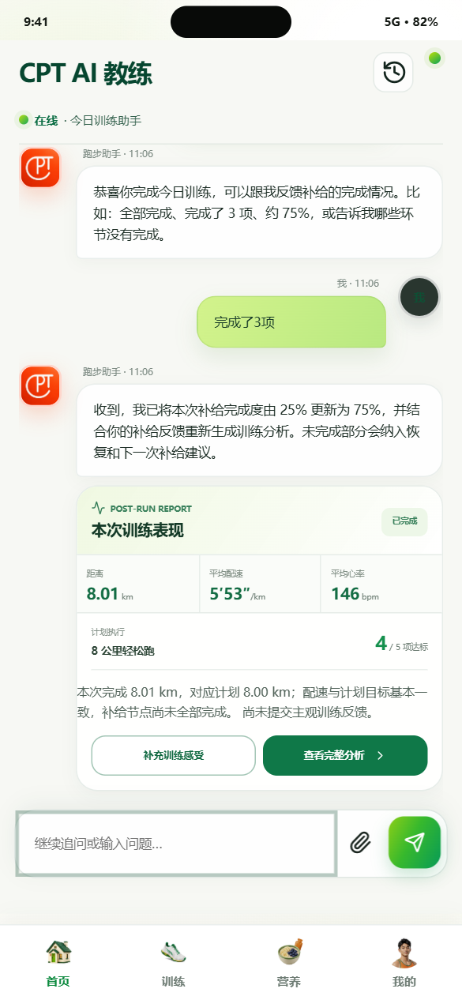 9:41
5G • 82%
CPT AI 教练
在线 · 今日训练助手
CPT
跑步助手 · 11:06
恭喜你完成今日训练，可以跟我反馈补给的完成情况。比
如：全部完成、完成了 3 项、约 75%，或告诉我哪些环
节没有完成。
我 · 11:06
我
完成了3项
CPT
跑步助手 · 11:06
收到，我已将本次补给完成度由 25% 更新为 75%，并结
合你的补给反馈重新生成训练分析。未完成部分会纳入恢
复和下一次补给建议。
POST-RUN REPORT
本次训练表现
已完成
距离
平均配速
平均心率
8.01 km
5′53″/km
146 bpm
计划执行
8 公里轻松跑
4 / 5 项达标
本次完成 8.01 km，对应计划 8.00 km；配速与计划目标基本一
致，补给节点尚未全部完成。 尚未提交主观训练反馈。
补充训练感受
查看完整分析
继续追问或输入问题...
首页
训练
营养
我的